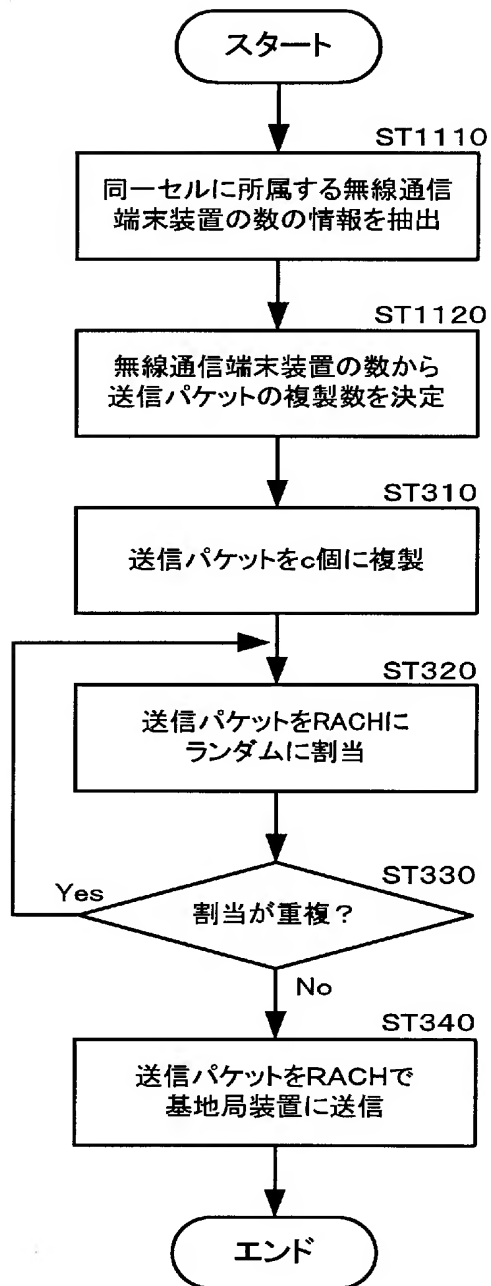 スタート
ST1110
同一セルに所属する無線通信
端末装置の数の情報を抽出
ST1120
無線通信端末装置の数から
送信パケットの複製数を決定
ST310
送信パケットをc個に複製
ST320
送信パケットをRACHに
ランダムに割当
ST330
Yes
割当が重複?
No
ST340
送信パケットをRACHで
基地局装置に送信
エンド